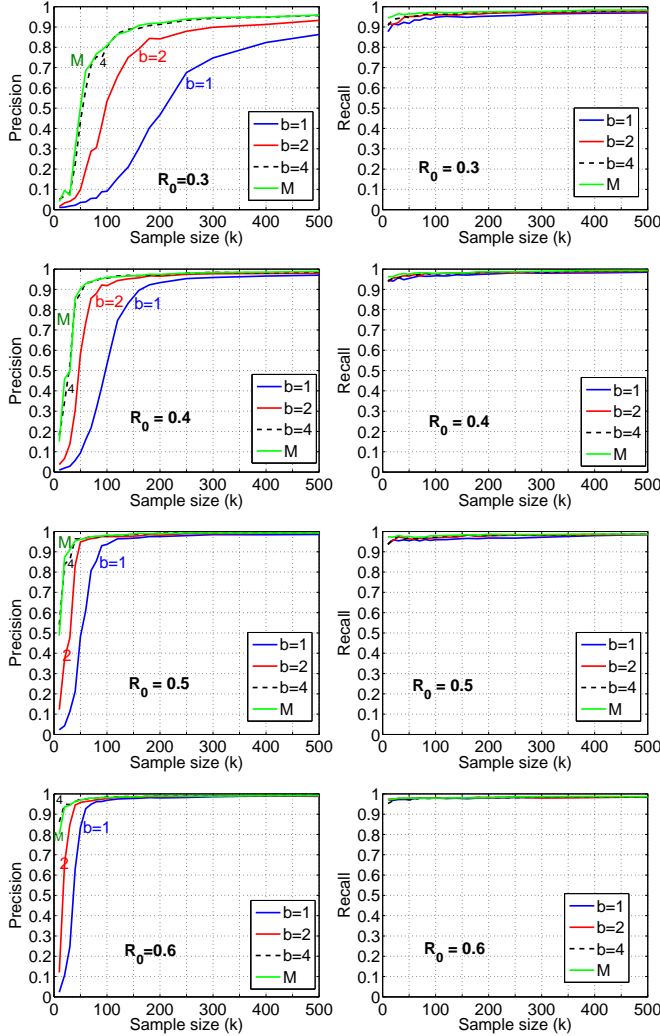 1
0.9
0.8
0.7
0.6
0.5
0.4
0.3
0.2
0.1
0
Precision
M
4
b=2
b=1
b=1
b=2
b=4
M
R0=0.3
0 100 200 300 400 500
Sample size (k)
1
0.9
0.8
0.7
0.6
0.5
0.4
0.3
0.2
0.1
0
Recall
b=1
b=2
b=4
M
R0 = 0.3
0 100 200 300 400 500
Sample size (k)
1
0.9
0.8
0.7
0.6
0.5
0.4
0.3
0.2
0.1
0
Precision
M
4
b=2
b=1
b=1
b=2
b=4
M
R0 = 0.4
0 100 200 300 400 500
Sample size (k)
1
0.9
0.8
0.7
0.6
0.5
0.4
0.3
0.2
0.1
0
Recall
b=1
b=2
b=4
M
R0 = 0.4
0 100 200 300 400 500
Sample size (k)
1
0.9
0.8
0.7
0.6
0.5
0.4
0.3
0.2
0.1
0
Precision
M
4
b=1
2
b=1
b=2
b=4
M
R0 = 0.5
0 100 200 300 400 500
Sample size (k)
1
0.9
0.8
0.7
0.6
0.5
0.4
0.3
0.2
0.1
0
Recall
b=1
b=2
b=4
M
R0 = 0.5
0 100 200 300 400 500
Sample size (k)
1
0.9
0.8
0.7
0.6
0.5
0.4
0.3
0.2
0.1
0
Precision
4
M
b=1
2
b=1
b=2
b=4
M
R0=0.6
0 100 200 300 400 500
Sample size (k)
1
0.9
0.8
0.7
0.6
0.5
0.4
0.3
0.2
0.1
0
Recall
b=1
b=2
b=4
M
R0 = 0.6
0 100 200 300 400 500
Sample size (k)